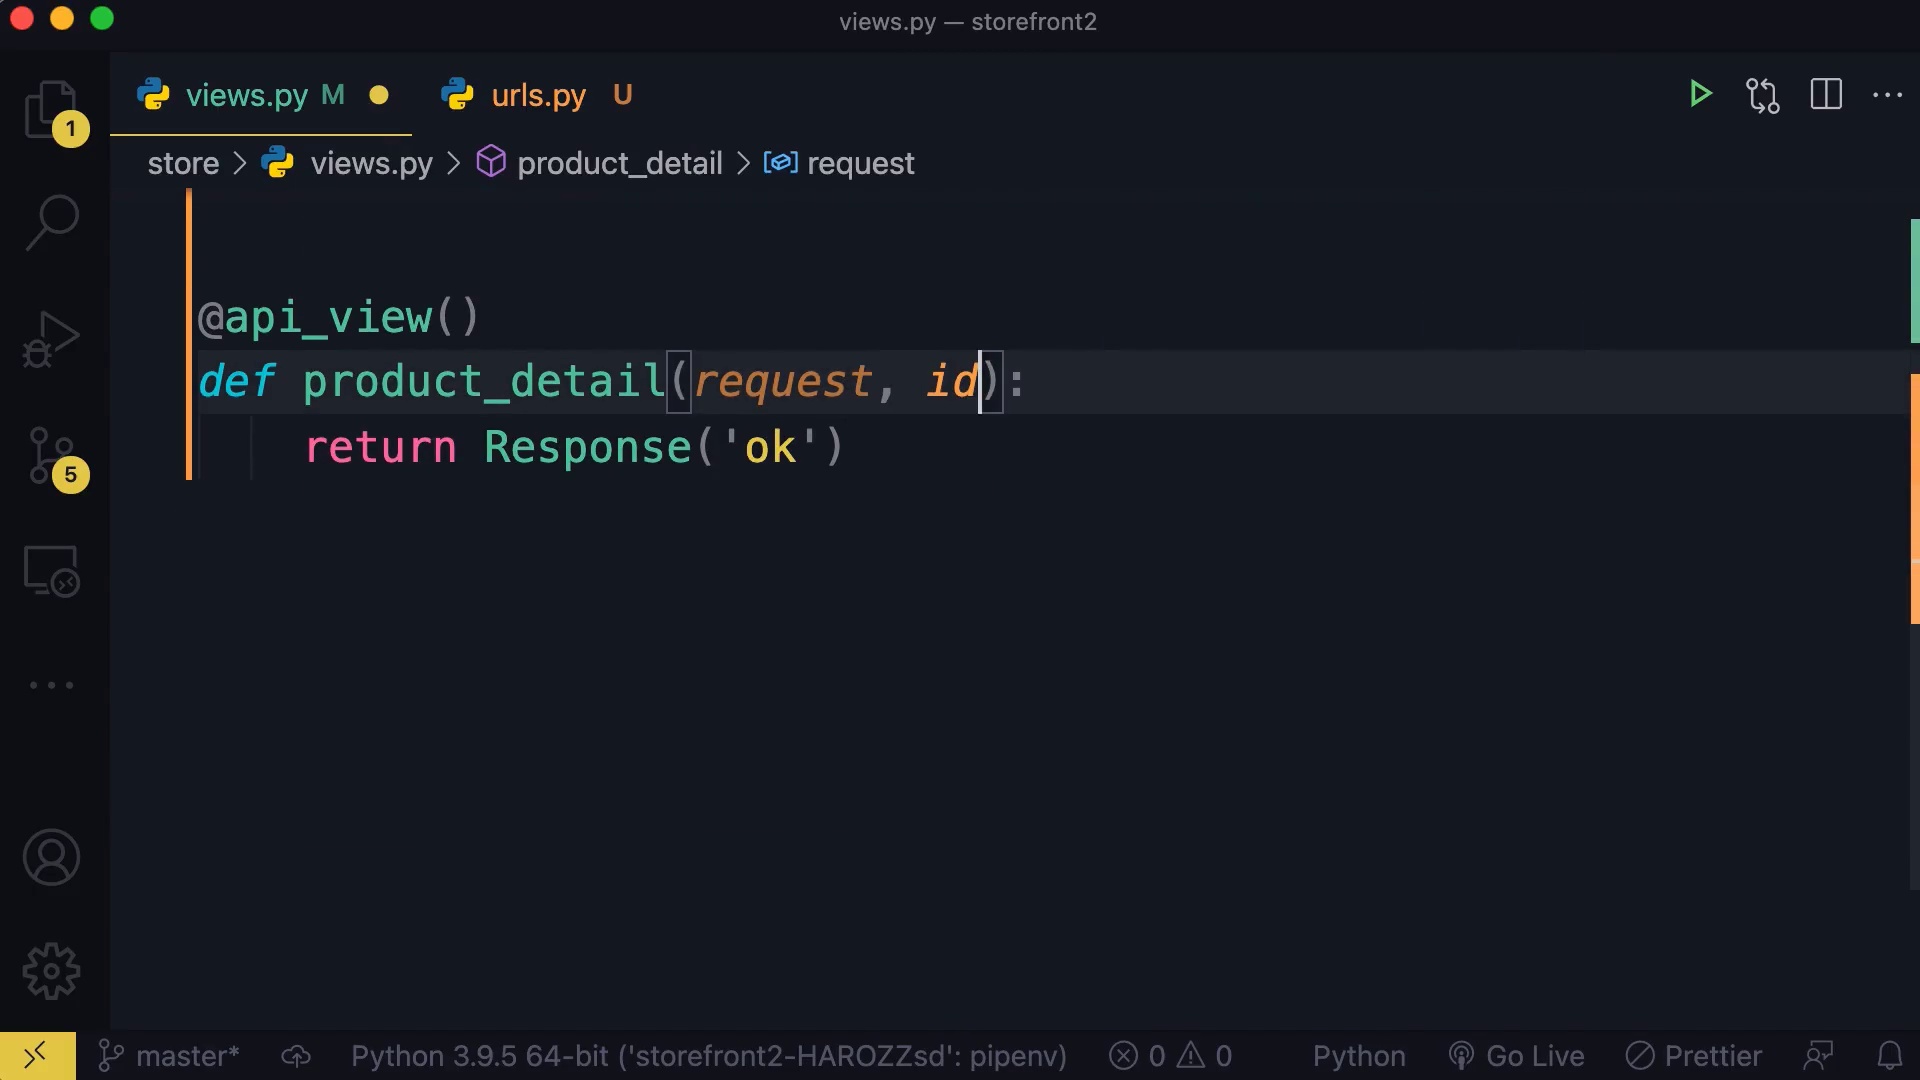 views.py — storefront2
views.py M urls.py U
store > views.py > product_detail > request
1
@api_view()
def product_detail(request, id):
return Response('ok')
5
master* Python 3.9.5 64-bit ('storefront2-HAROZZsd': pipenv) 0 0 Python Go Live Prettier